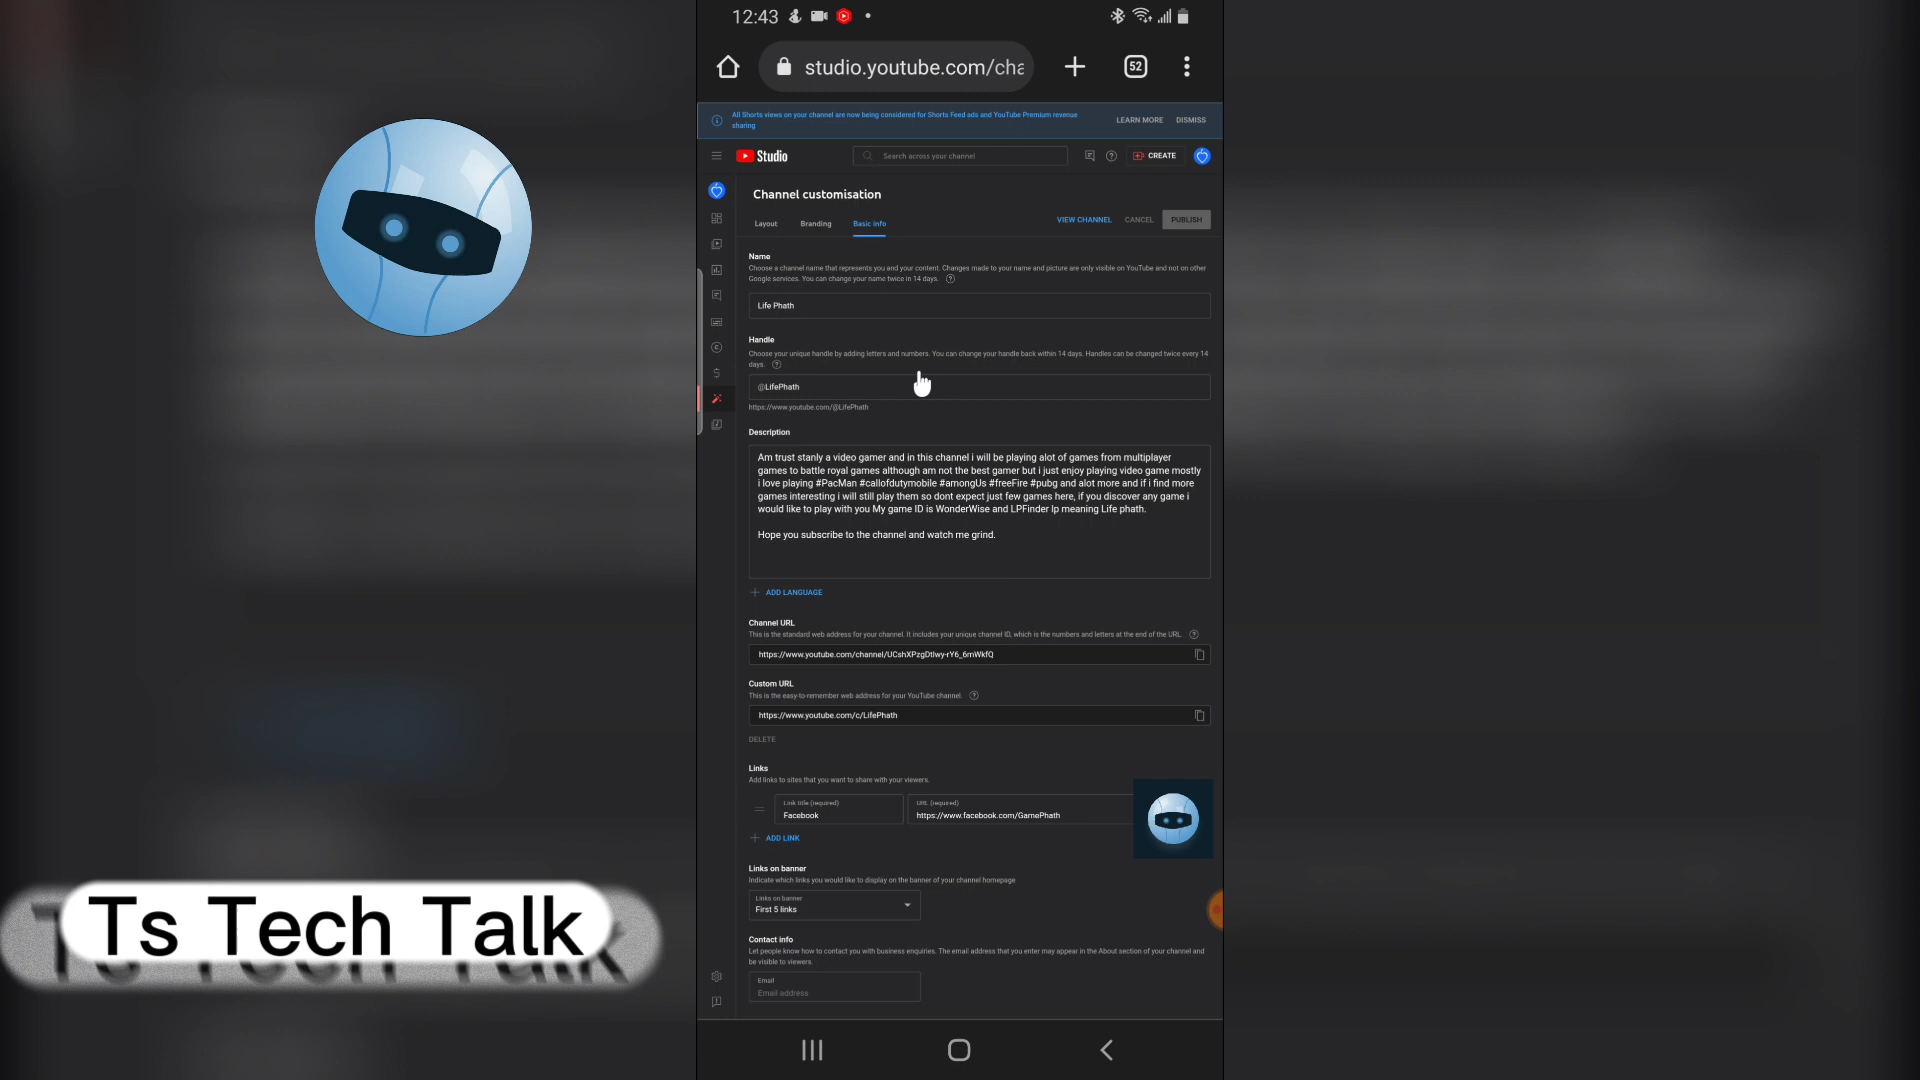 12:43
studio.youtube.com/cha
52
All Shorts views on your channel are now being considered for Shorts Feed ads and YouTube Premium revenue
sharing
LEARN MORE
DISMISS
Studio
Search across your channel
CREATE
Channel customisation
Layout
Branding
Basic info
VIEW CHANNEL
CANCEL
PUBLISH
Name
Choose a channel name that represents you and your content. Changes made to your name and picture are only visible on YouTube and not on other
Google services. You can change your name twice in 14 days.
Life Phath
Handle
Choose your unique handle by adding letters and numbers. You can change your handle back within 14 days. Handles can be changed twice every 14
days.
@LifePhath
https://www.youtube.com/@LifePhath
Description
Am trust stanly a video gamer and in this channel i will be playing alot of games from multiplayer
games to battle royal games although am not the best gamer but i just enjoy playing video game mostly
i love playing #PacMan #callofdutymobile #amongUs #freeFire #pubg and alot more and if i find more
games interesting i will still play them so dont expect just few games here, if you discover any game i
would like to play with you My game ID is WonderWise and LPFinder lp meaning Life phath.
Hope you subscribe to the channel and watch me grind.
ADD LANGUAGE
Channel URL
This is the standard web address for your channel. It includes your unique channel ID, which is the numbers and letters at the end of the URL.
https://www.youtube.com/channel/UCshXPzgDtIwy-rY6_6mWkfQ
Custom URL
This is the easy-to-remember web address for your YouTube channel.
https://www.youtube.com/c/LifePhath
DELETE
Links
Add links to sites that you want to share with your viewers.
Link title (required)
Facebook
URL (required)
https://www.facebook.com/GamePhath
ADD LINK
Links on banner
Indicate which links you would like to display on the banner of your channel homepage
Links on banner
First 5 links
Contact info
Let people know how to contact you with business enquiries. The email address that you enter may appear in the About section of your channel and
be visible to viewers.
Email
Email address
Ts Tech Talk